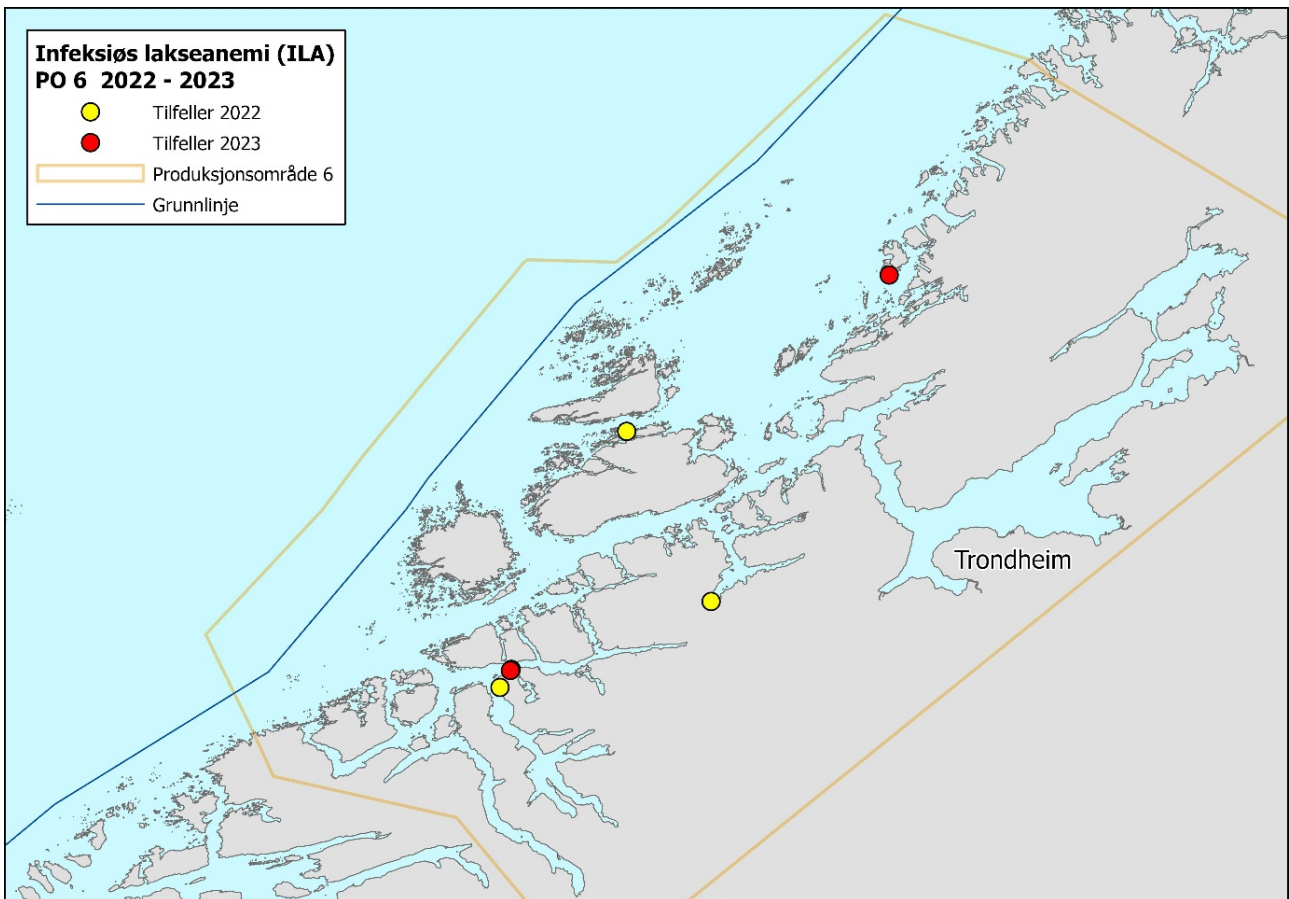 Infeksiøs lakseanemi (ILA)
PO 6  2022 - 2023
Tilfeller 2022
Tilfeller 2023
Produksjonsområde 6
Grunnlinje
Trondheim